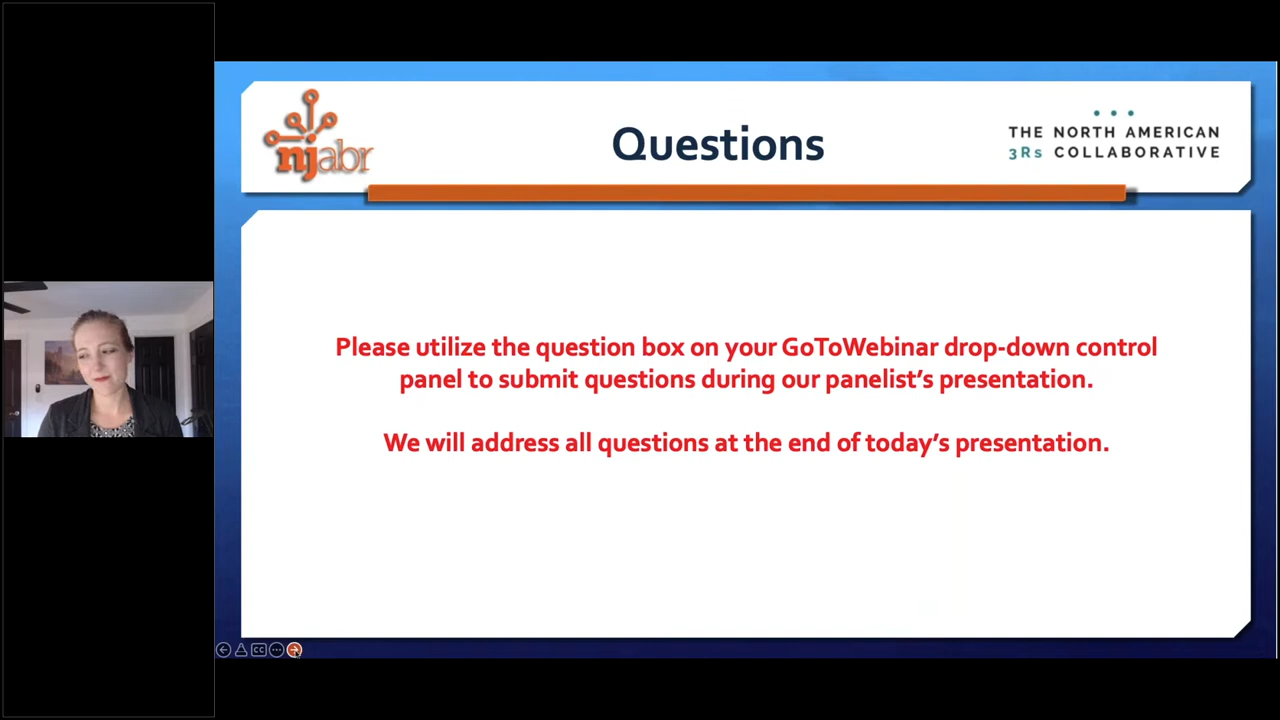 njabr
Questions
THE NORTH AMERICAN
3Rs COLLABORATIVE
Please utilize the question box on your GoToWebinar drop-down control
panel to submit questions during our panelist’s presentation.
We will address all questions at the end of today’s presentation.
CC